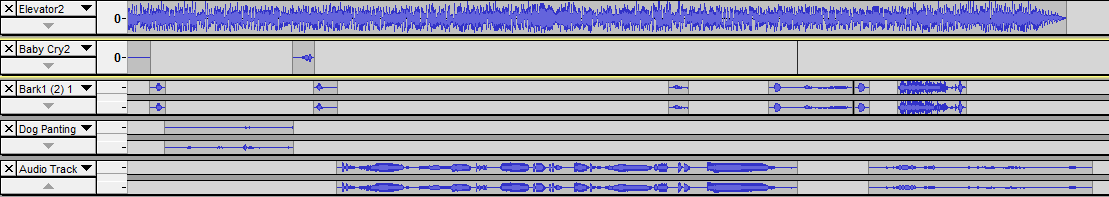 Elevator2
0-
Baby Cry2
0-
Bark1 (2) 1
Dog Panting
Audio Track